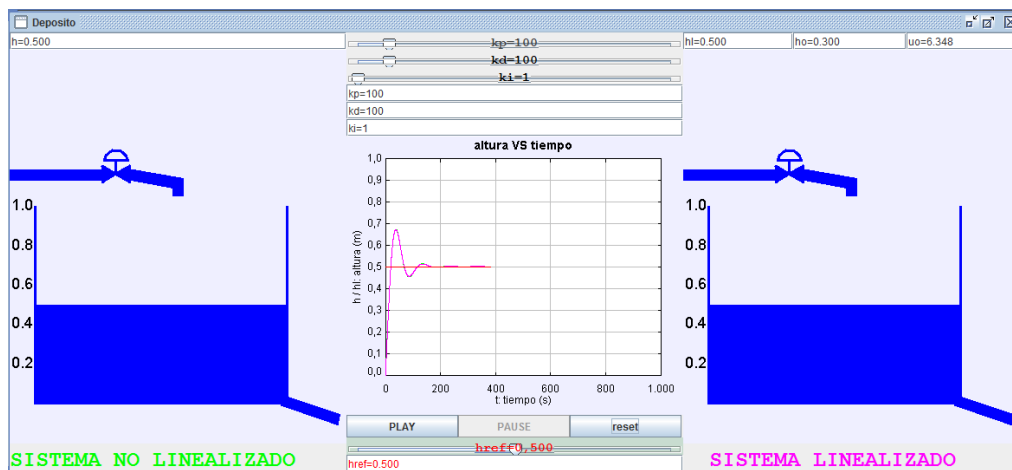 Deposito
h=0.500
kp=100
hl=0.500
ho=0.300
uo=6.348
kd=100
ki=1
kp=100
kd=100
ki=1
altura VS tiempo
1,0
0,9
0,8
0,7
0,6
0,5
0,4
0,3
0,2
0,1
0,0
h / hl: altura (m)
0 200 400 600 800 1.000
t: tiempo (s)
1.0
0.8
0.6
0.4
0.2
1.0
0.8
0.6
0.4
0.2
PLAY
PAUSE
reset
href=0,500
href=0.500
SISTEMA NO LINEALIZADO
SISTEMA LINEALIZADO